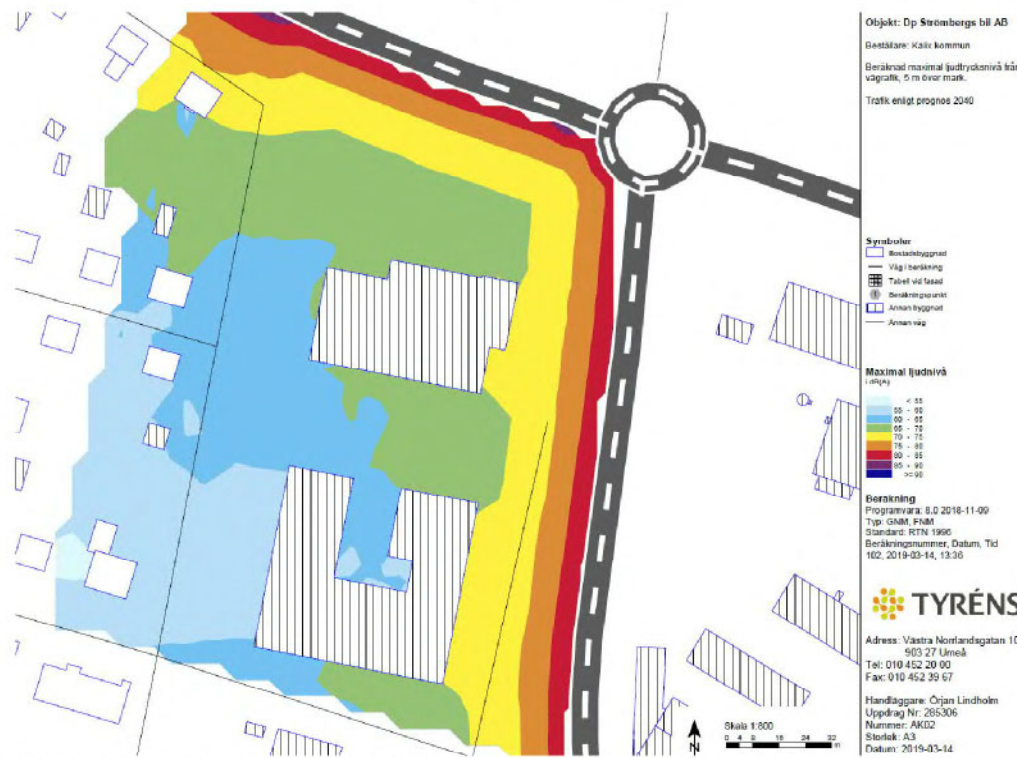 Objekt: Dp Strömbergs bil AB
Beställare: Kalix kommun
Beräknad maximal ljudtrycksnivå från
vägrafik, 5 m över mark.
Trafik enligt prognos 2040
Symboler
Bostadsbyggnad
Väg i beräkning
Tabell vid fasad
Beräkningspunkt
Annan byggnad
Annan väg
Maximal ljudnivå
i dB(A)
< 55
55 - 60
60 - 65
65 - 70
70 - 75
75 - 80
80 - 85
85 - 90
>= 90
Beräkning
Programvara: 8.0 2018-11-09
Typ: GNM, FNM
Standard: RTN 1996
Beräkningsnummer, Datum, Tid
102, 2019-03-14, 13:36
TYRÉNS
Adress: Västra Norrlandsgatan 10
903 27 Umeå
Tel: 010 452 20 00
Fax: 010 452 39 67
Handläggare: Örjan Lindholm
Uppdrag Nr: 285306
Nummer: AK02
Storlek: A3
Datum: 2019-03-14
Skala 1:800
0 4 8 16 24 32
m
N